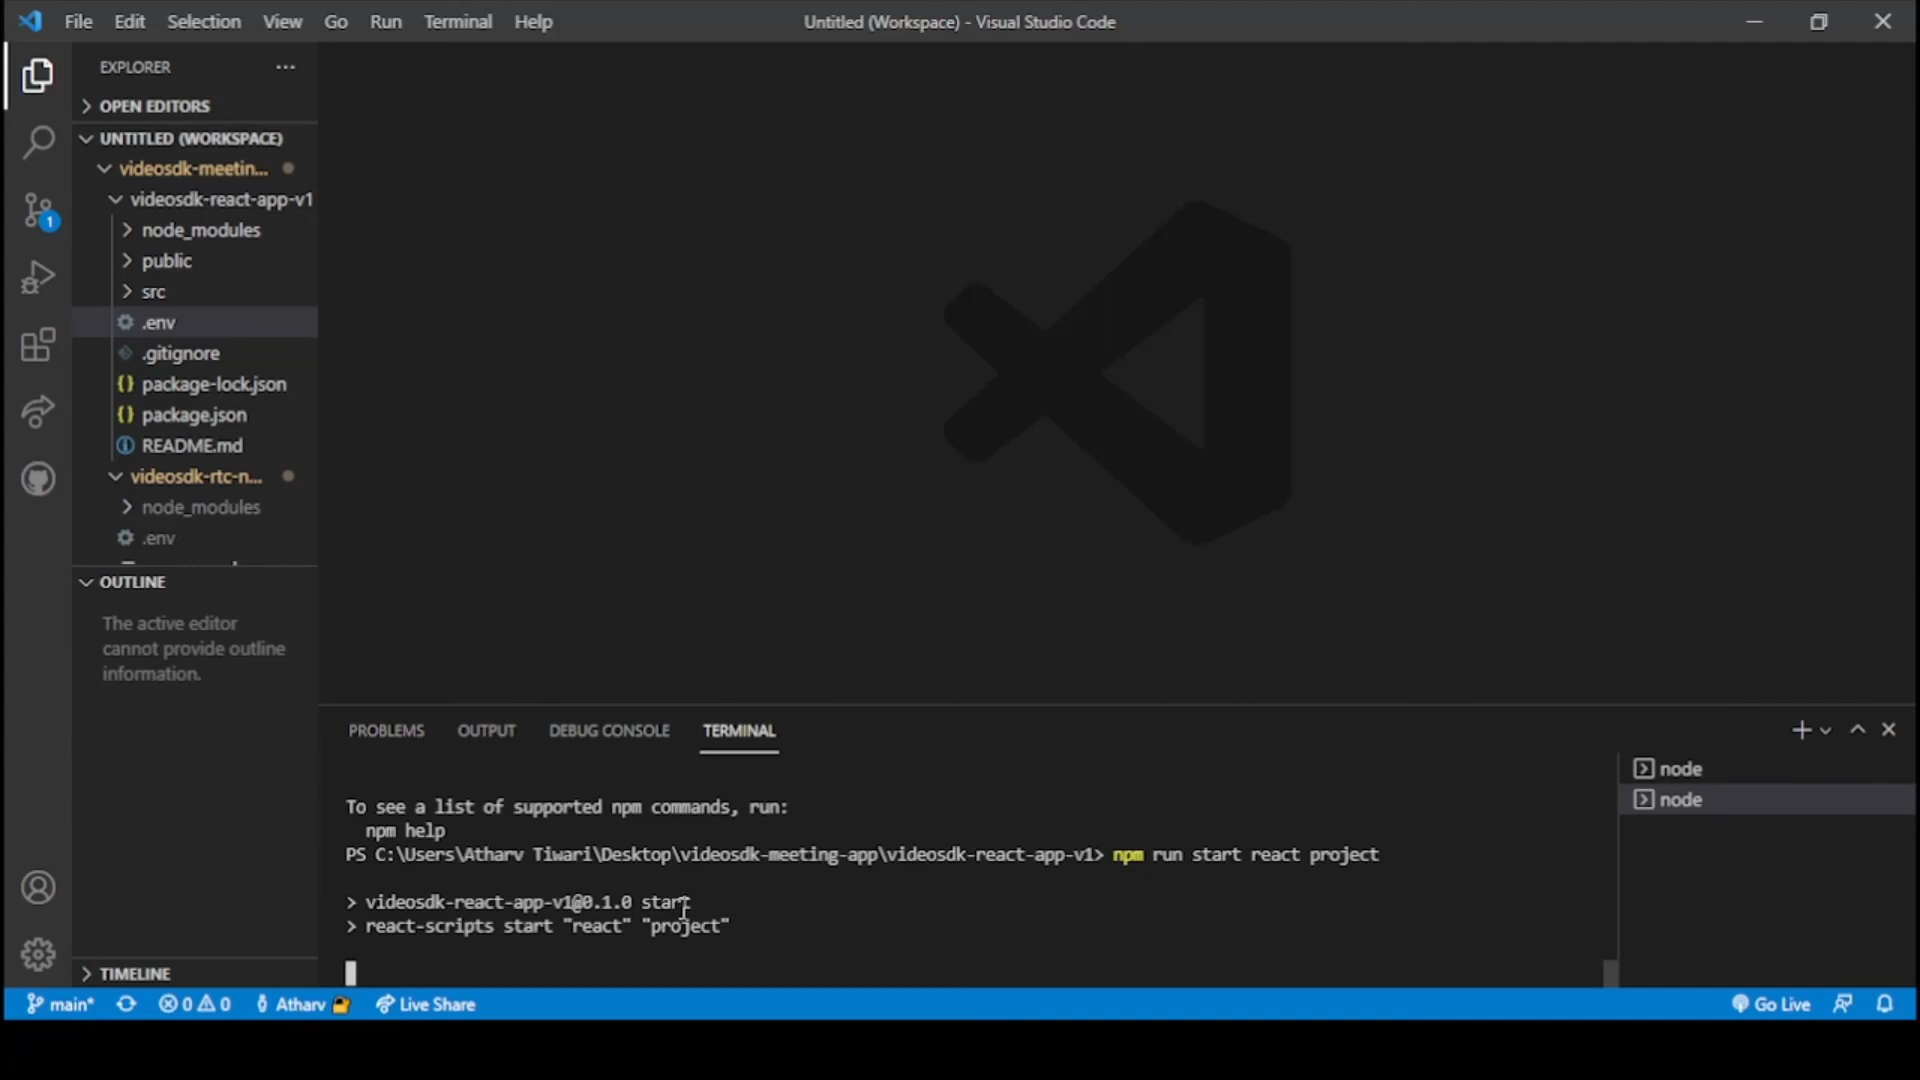 File Edit Selection View Go Run Terminal Help
Untitled (Workspace) - Visual Studio Code
EXPLORER
OPEN EDITORS
UNTITLED (WORKSPACE)
videosdk-meetin...
videosdk-react-app-v1
node_modules
public
src
.env
.gitignore
package-lock.json
package.json
README.md
videosdk-rtc-n...
node_modules
.env
OUTLINE
The active editor
cannot provide outline
information.
TIMELINE
1
PROBLEMS OUTPUT DEBUG CONSOLE TERMINAL
To see a list of supported npm commands, run:
npm help
PS C:\Users\Atharv Tiwari\Desktop\videosdk-meeting-app\videosdk-react-app-v1> npm run start react project
> videosdk-react-app-v1@0.1.0 start
> react-scripts start "react" "project"
node
node
main* 0 0 Atharv Live Share
Go Live